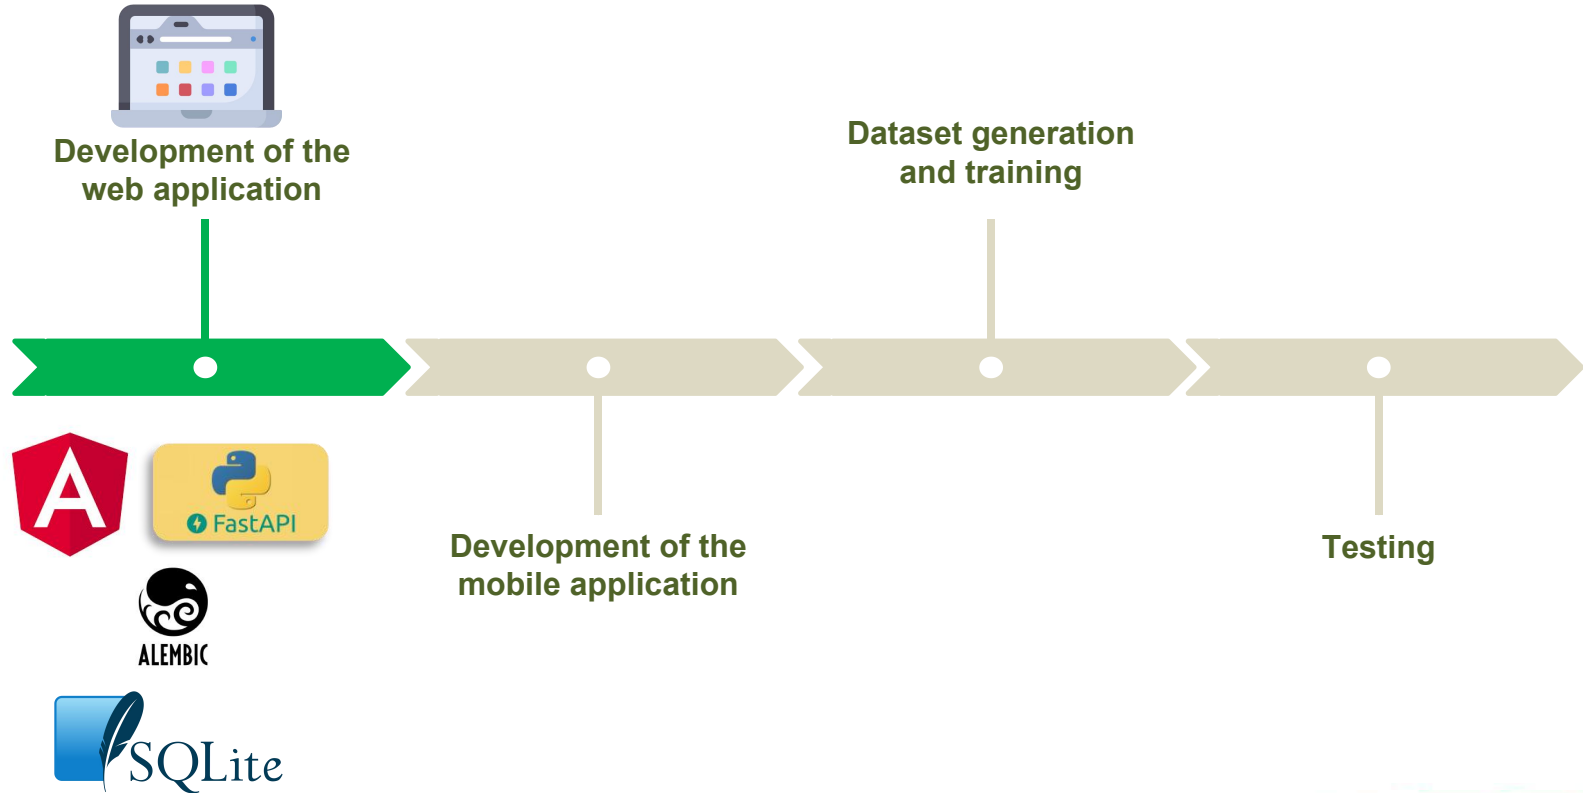 Development of the
web application
Dataset generation
and training
A
FastAPI
ALEMBIC
SQLite
Development of the
mobile application
Testing